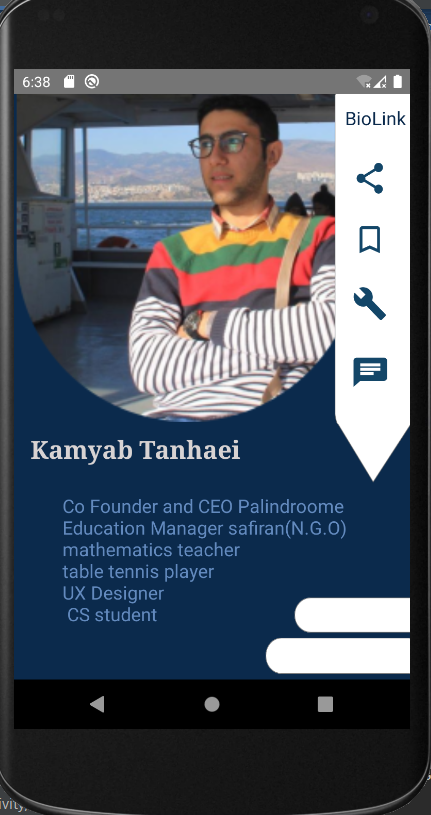 6:38
BioLink
Kamyab Tanhaei
Co Founder and CEO Palindroome
Education Manager safiran(N.G.O)
mathematics teacher
table tennis player
UX Designer
CS student